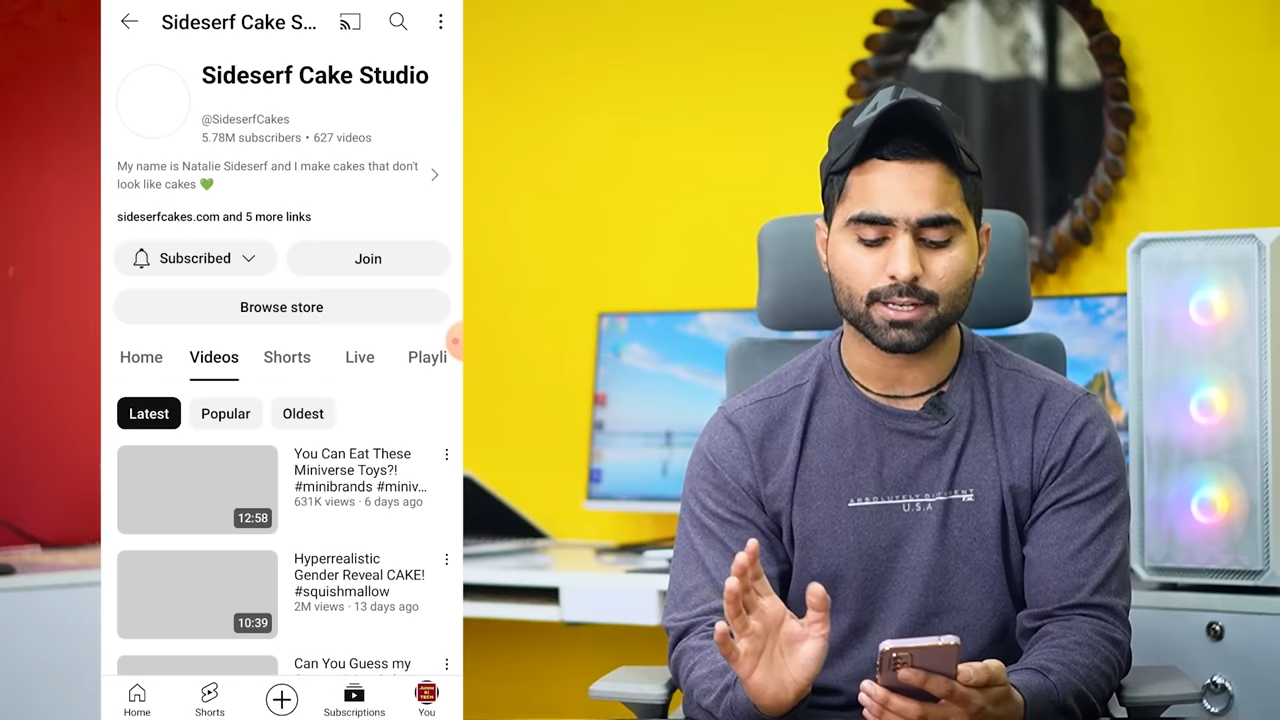 Sideserf Cake S...
Sideserf Cake Studio
@SideserfCakes
5.78M subscribers • 627 videos
My name is Natalie Sideserf and I make cakes that don't
look like cakes 💚
sideserfcakes.com and 5 more links
Subscribed
Join
Browse store
Home Videos Shorts Live Playli
Latest Popular Oldest
You Can Eat These
Miniverse Toys?!
#minibrands #miniv...
631K views · 6 days ago
12:58
Hyperrealistic
Gender Reveal CAKE!
#squishmallow
2M views · 13 days ago
10:39
Can You Guess my
Home Shorts Subscriptions You
U.S.A